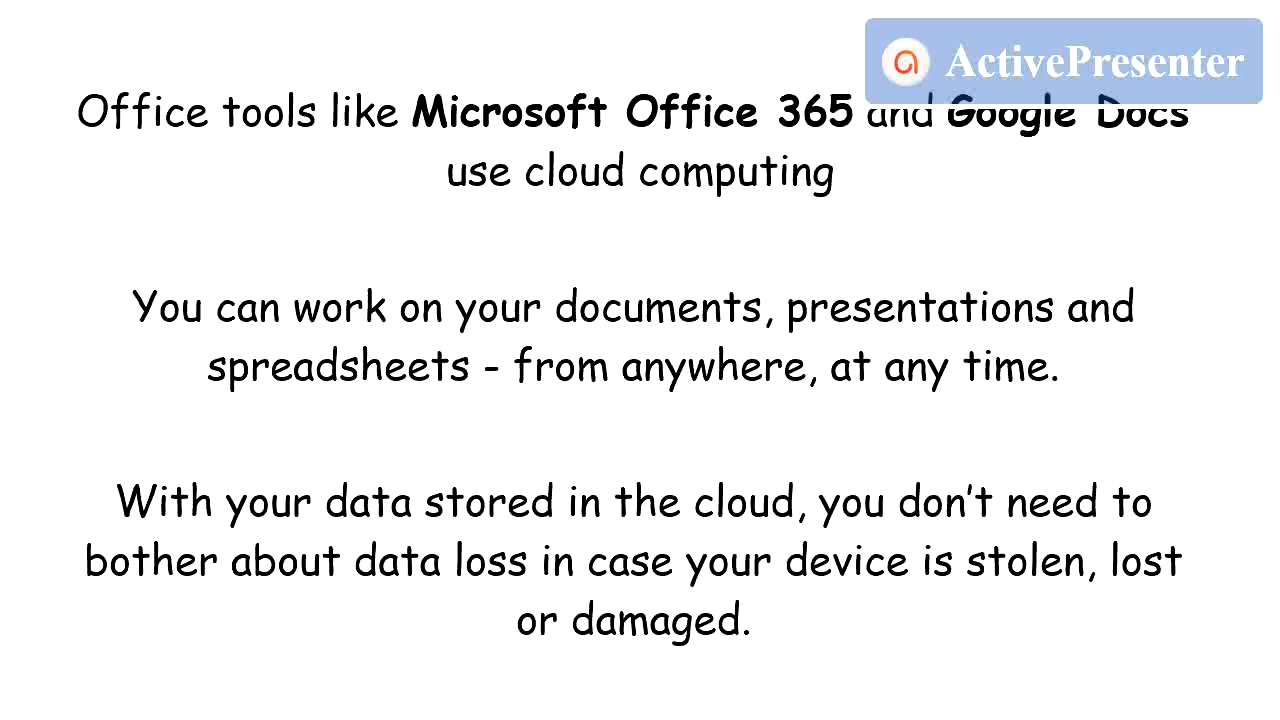 ActivePresenter
Office tools like Microsoft Office 365 and Google Docs
use cloud computing
You can work on your documents, presentations and
spreadsheets - from anywhere, at any time.
With your data stored in the cloud, you don't need to
bother about data loss in case your device is stolen, lost
or damaged.